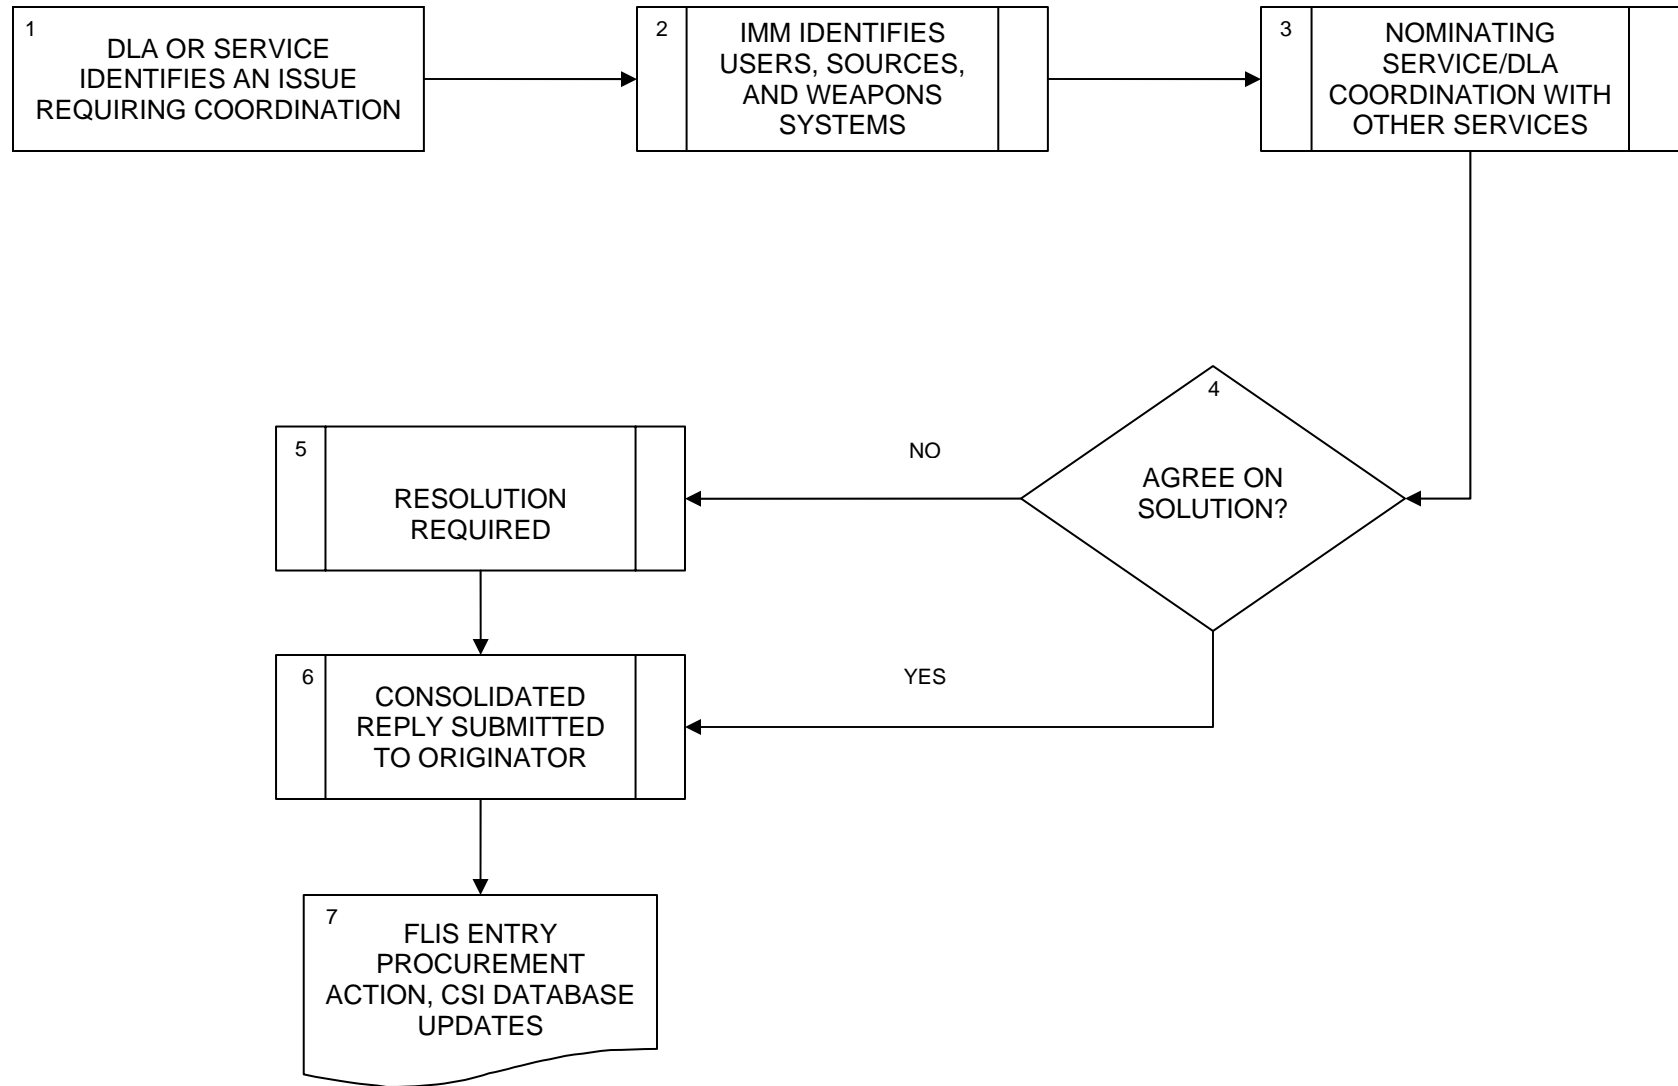 1
DLA OR SERVICE
IDENTIFIES AN ISSUE
REQUIRING COORDINATION
2
IMM IDENTIFIES
USERS, SOURCES,
AND WEAPONS
SYSTEMS
3
NOMINATING
SERVICE/DLA
COORDINATION WITH
OTHER SERVICES
4
AGREE ON
SOLUTION?
NO
5
RESOLUTION
REQUIRED
YES
6
CONSOLIDATED
REPLY SUBMITTED
TO ORIGINATOR
7
FLIS ENTRY
PROCUREMENT
ACTION, CSI DATABASE
UPDATES